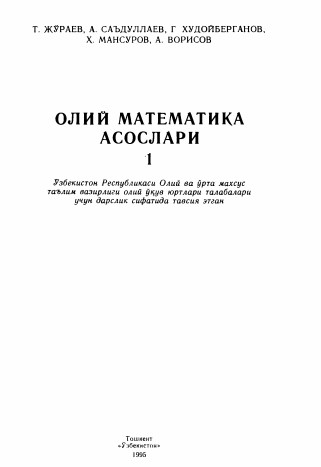 Т. ЖЎРАЕВ, А. САЪДУЛЛАЕВ, Г ХУДОЙБЕРГАНОВ,
Х. МАНСУРОВ, А. ВОРИСОВ
ОЛИЙ МАТЕМАТИҚА
АСОСЛАРИ
1
Ўзбекистон Республикаси Олий ва ўрта махсус
таълим вазирлиги олий ўқув юртлари талабалари
учун дарслик сифатида тавсия этган
Тошкент
«Ўзбекистон»
1995